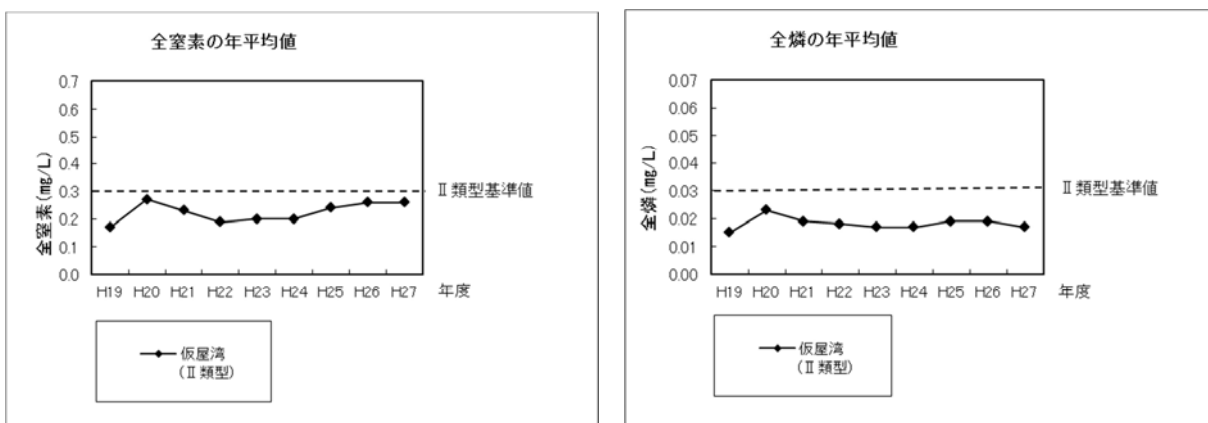 全窒素の年平均値
全窒素(㎎/L)
0.7
0.6
0.5
0.4
0.3
0.2
0.1
0.0
Ⅱ類型基準値
H19 H20 H21 H22 H23 H24 H25 H26 H27 年度
仮屋湾
(Ⅱ類型)
全燐の年平均値
全燐(㎎/L)
0.07
0.06
0.05
0.04
0.03
0.02
0.01
0.00
Ⅱ類型基準値
H19 H20 H21 H22 H23 H24 H25 H26 H27 年度
仮屋湾
(Ⅱ類型)